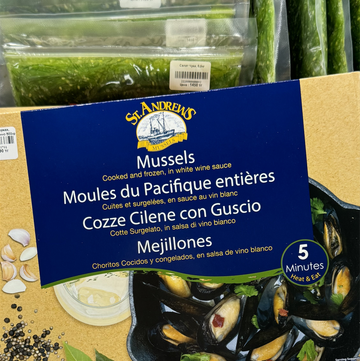 ST. ANDREWS
Mussels
Cooked and frozen, in white wine sauce
Moules du Pacifique entières
Cuites et surgelées, en sauce au vin blanc
Cozze Cilene con Guscio
Cotte Surgelato, in salsa di vino bianco
Mejillones
Choritos Cocidos y congelados, en salsa de vino blanco
5
Minutes
Heat & Eat